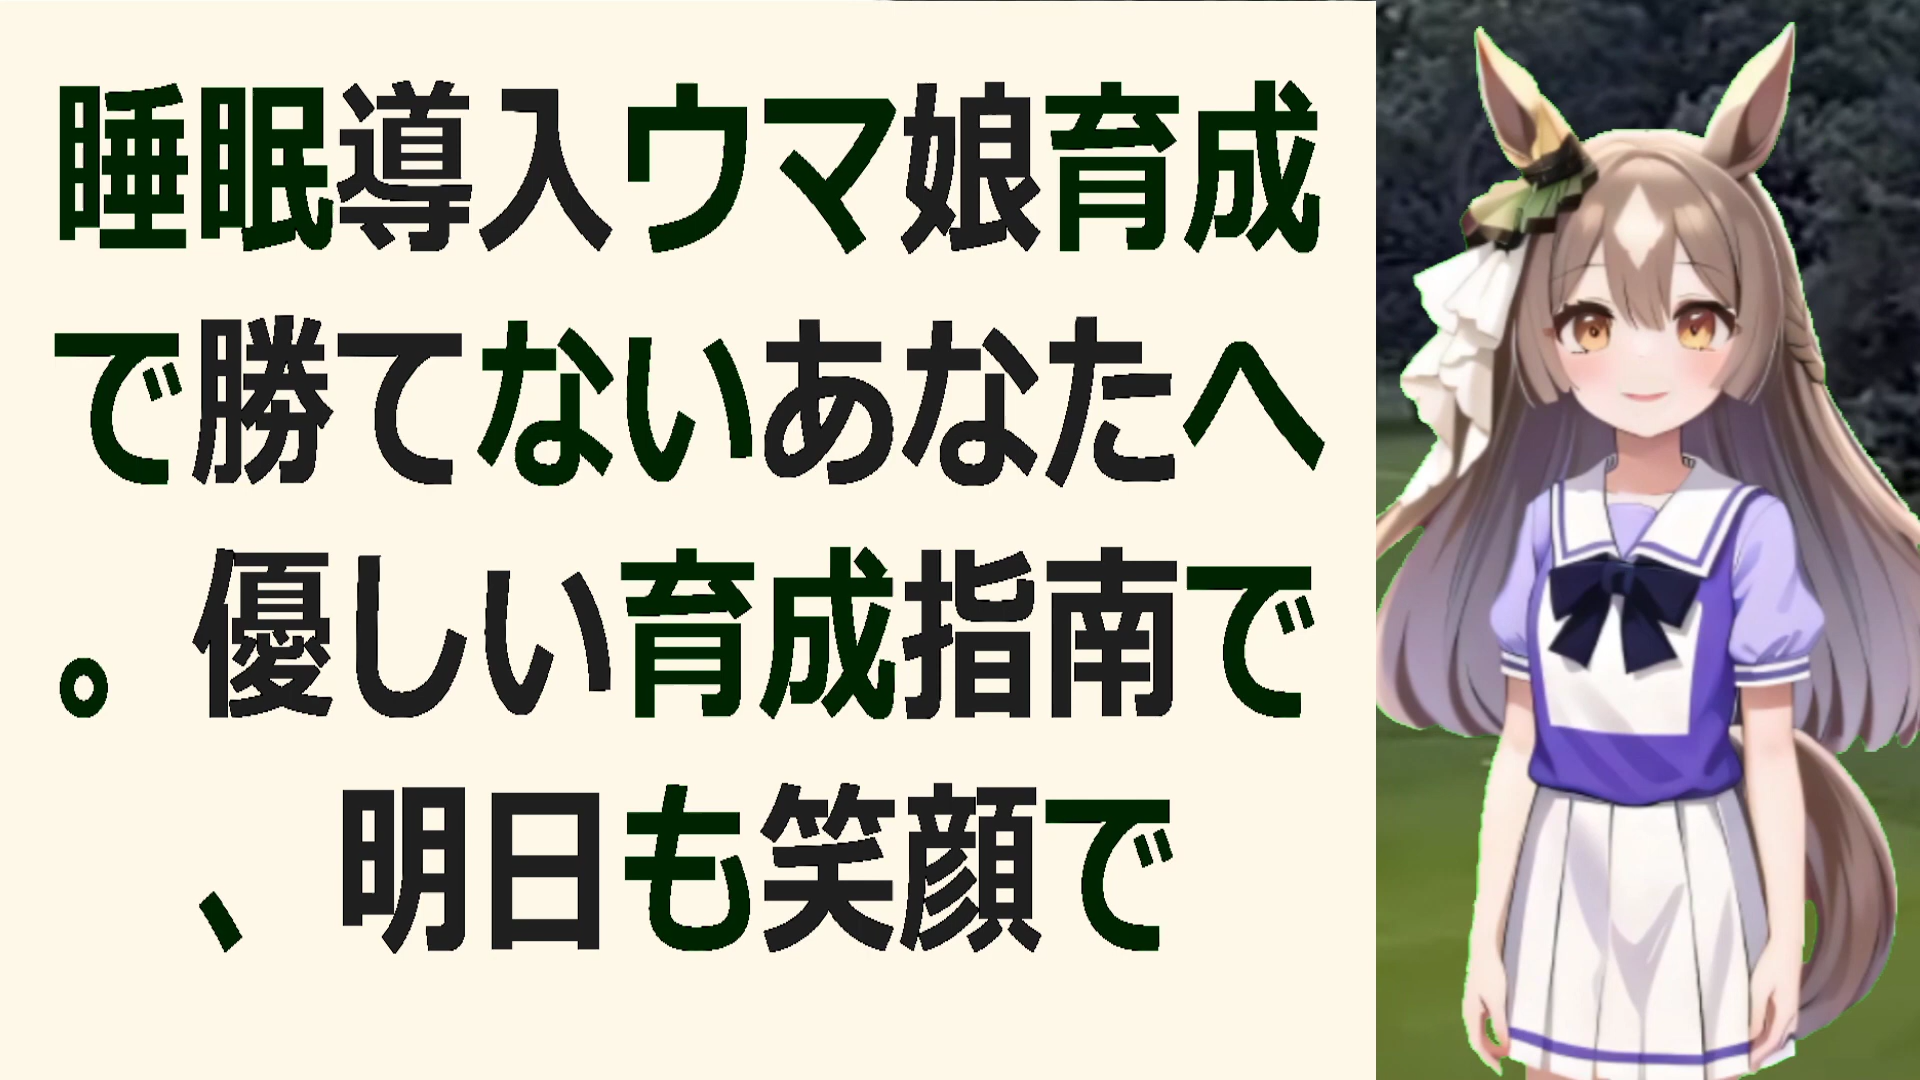 睡眠導入ウマ娘育成
で勝てないあなたへ
。優しい育成指南で
、明日も笑顔で